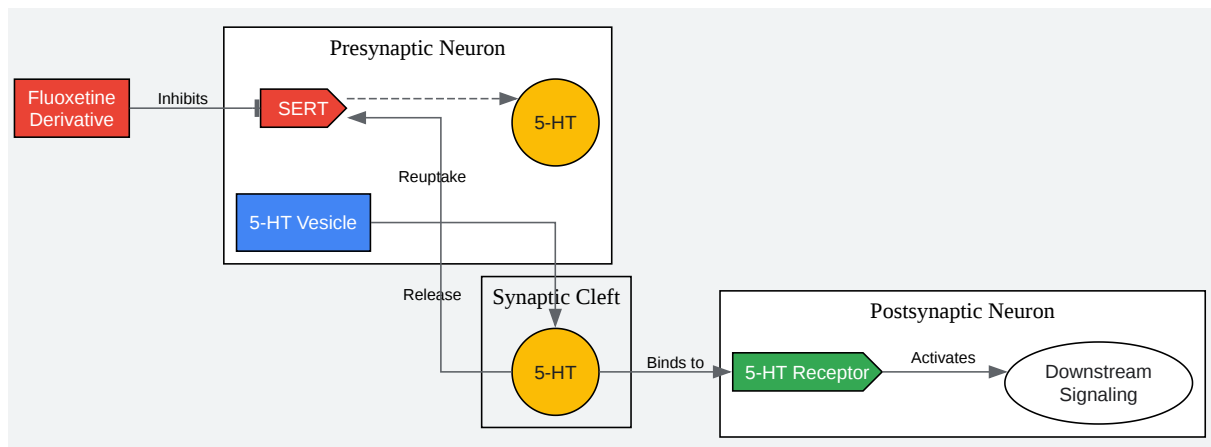 Presynaptic Neuron
Fluoxetine
Derivative
Inhibits
SERT
5-HT
Reuptake
5-HT Vesicle
Release
Synaptic Cleft
5-HT
Binds to
Postsynaptic Neuron
5-HT Receptor
Activates
Downstream
Signaling